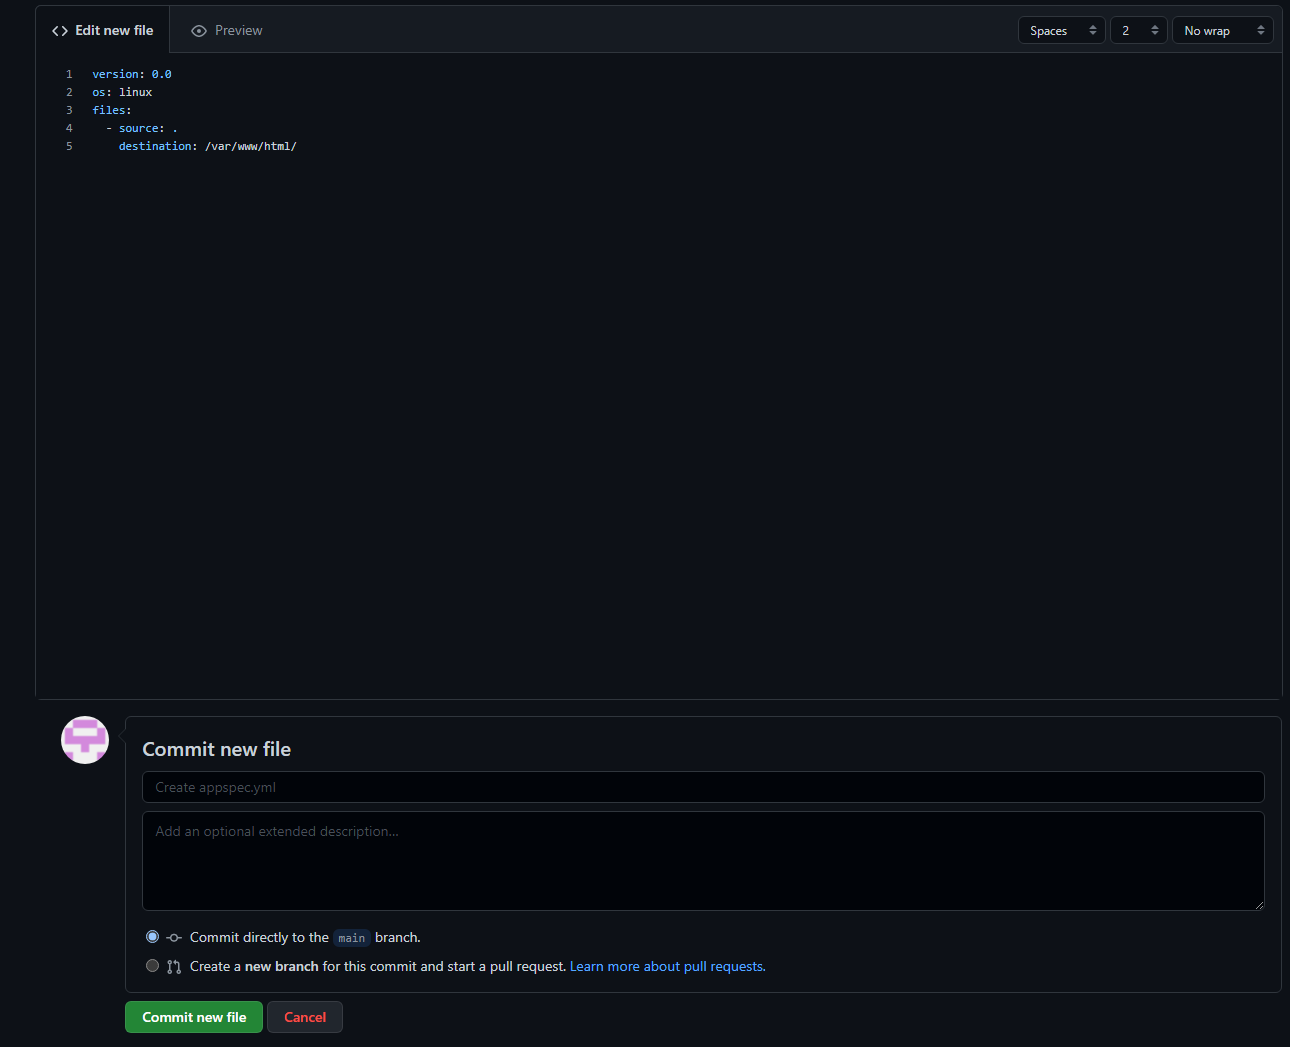 Edit new file
Preview
Spaces
2
No wrap
1 version: 0.0
2 os: linux
3 files:
4   - source: .
5     destination: /var/www/html/
Commit new file
Create appspec.yml
Add an optional extended description...
Commit directly to the main branch.
Create a new branch for this commit and start a pull request. Learn more about pull requests.
Commit new file
Cancel